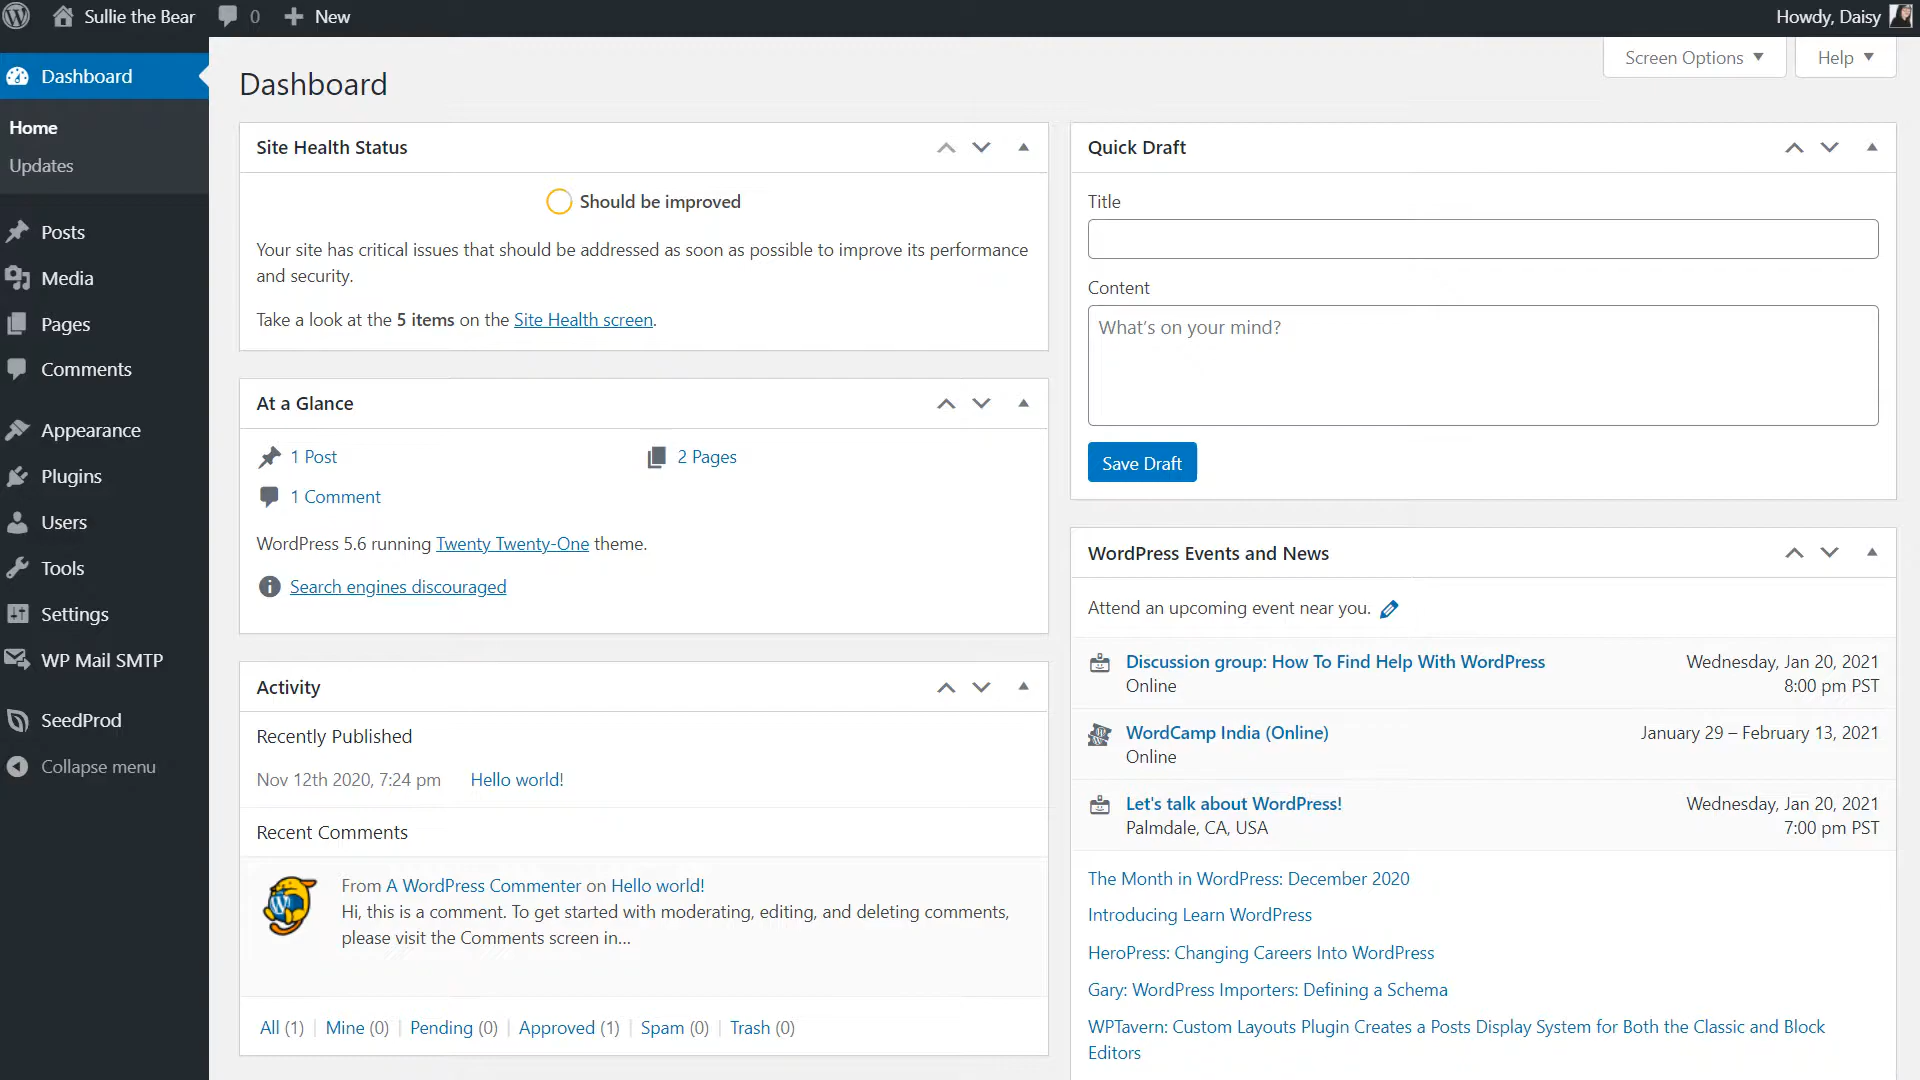 Sullie the Bear
0
New
Howdy, Daisy
Dashboard
Home
Updates
Posts
Media
Pages
Comments
Appearance
Plugins
Users
Tools
Settings
WP Mail SMTP
SeedProd
Collapse menu
Screen Options
Help
Dashboard
Site Health Status
Should be improved
Your site has critical issues that should be addressed as soon as possible to improve its performance
and security.
Take a look at the 5 items on the Site Health screen.
At a Glance
1 Post
2 Pages
1 Comment
WordPress 5.6 running Twenty Twenty-One theme.
Search engines discouraged
Activity
Recently Published
Nov 12th 2020, 7:24 pm Hello world!
Recent Comments
From A WordPress Commenter on Hello world!
Hi, this is a comment. To get started with moderating, editing, and deleting comments,
please visit the Comments screen in…
All (1) | Mine (0) | Pending (0) | Approved (1) | Spam (0) | Trash (0)
Quick Draft
Title
Content
What's on your mind?
Save Draft
WordPress Events and News
Attend an upcoming event near you.
Discussion group: How To Find Help With WordPress
Online
Wednesday, Jan 20, 2021
8:00 pm PST
WordCamp India (Online)
Online
January 29 – February 13, 2021
Let's talk about WordPress!
Palmdale, CA, USA
Wednesday, Jan 20, 2021
7:00 pm PST
The Month in WordPress: December 2020
Introducing Learn WordPress
HeroPress: Changing Careers Into WordPress
Gary: WordPress Importers: Defining a Schema
WPTavern: Custom Layouts Plugin Creates a Posts Display System for Both the Classic and Block
Editors